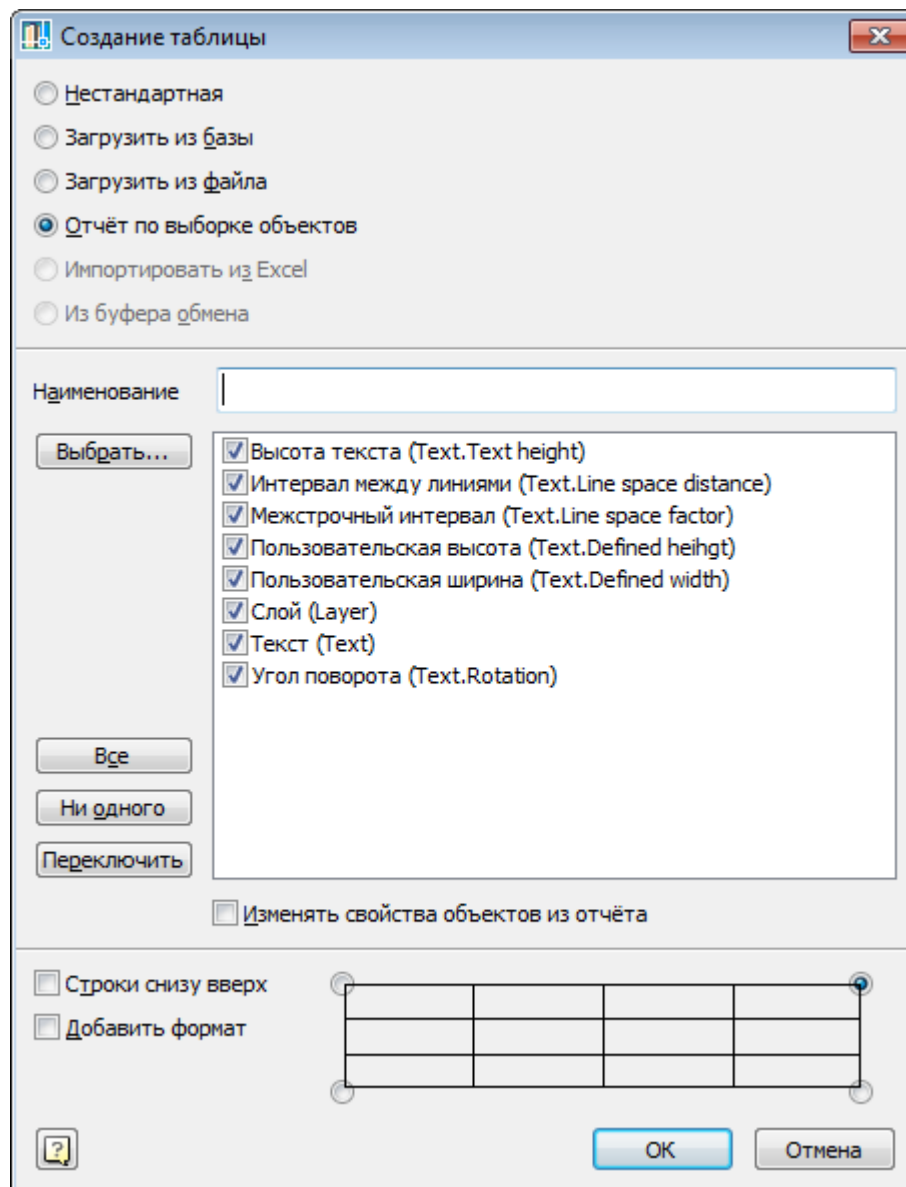 Создание таблицы
Нестандартная
Загрузить из базы
Загрузить из файла
Отчёт по выборке объектов
Импортировать из Excel
Из буфера обмена
Наименование
Выбрать...
Высота текста (Text.Text height)
Интервал между линиями (Text.Line space distance)
Межстрочный интервал (Text.Line space factor)
Пользовательская высота (Text.Defined heihgt)
Пользовательская ширина (Text.Defined width)
Слой (Layer)
Текст (Text)
Угол поворота (Text.Rotation)
Все
Ни одного
Переключить
Изменять свойства объектов из отчёта
Строки снизу вверх
Добавить формат
?
OK
Отмена